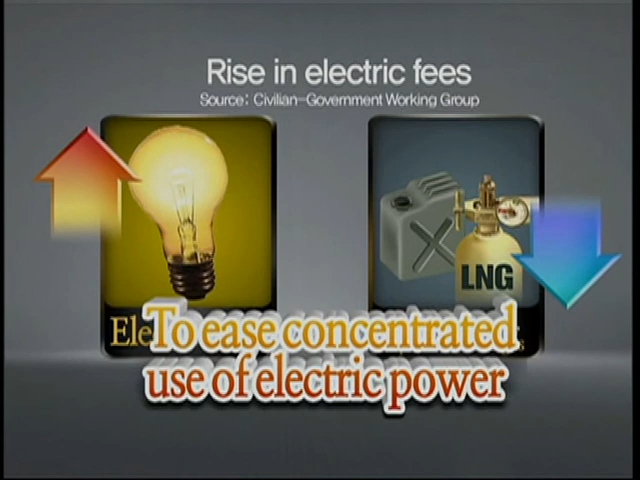 Rise in electric fees
Source: Civilian-Government Working Group
LNG
To ease concentrated
use of electric power